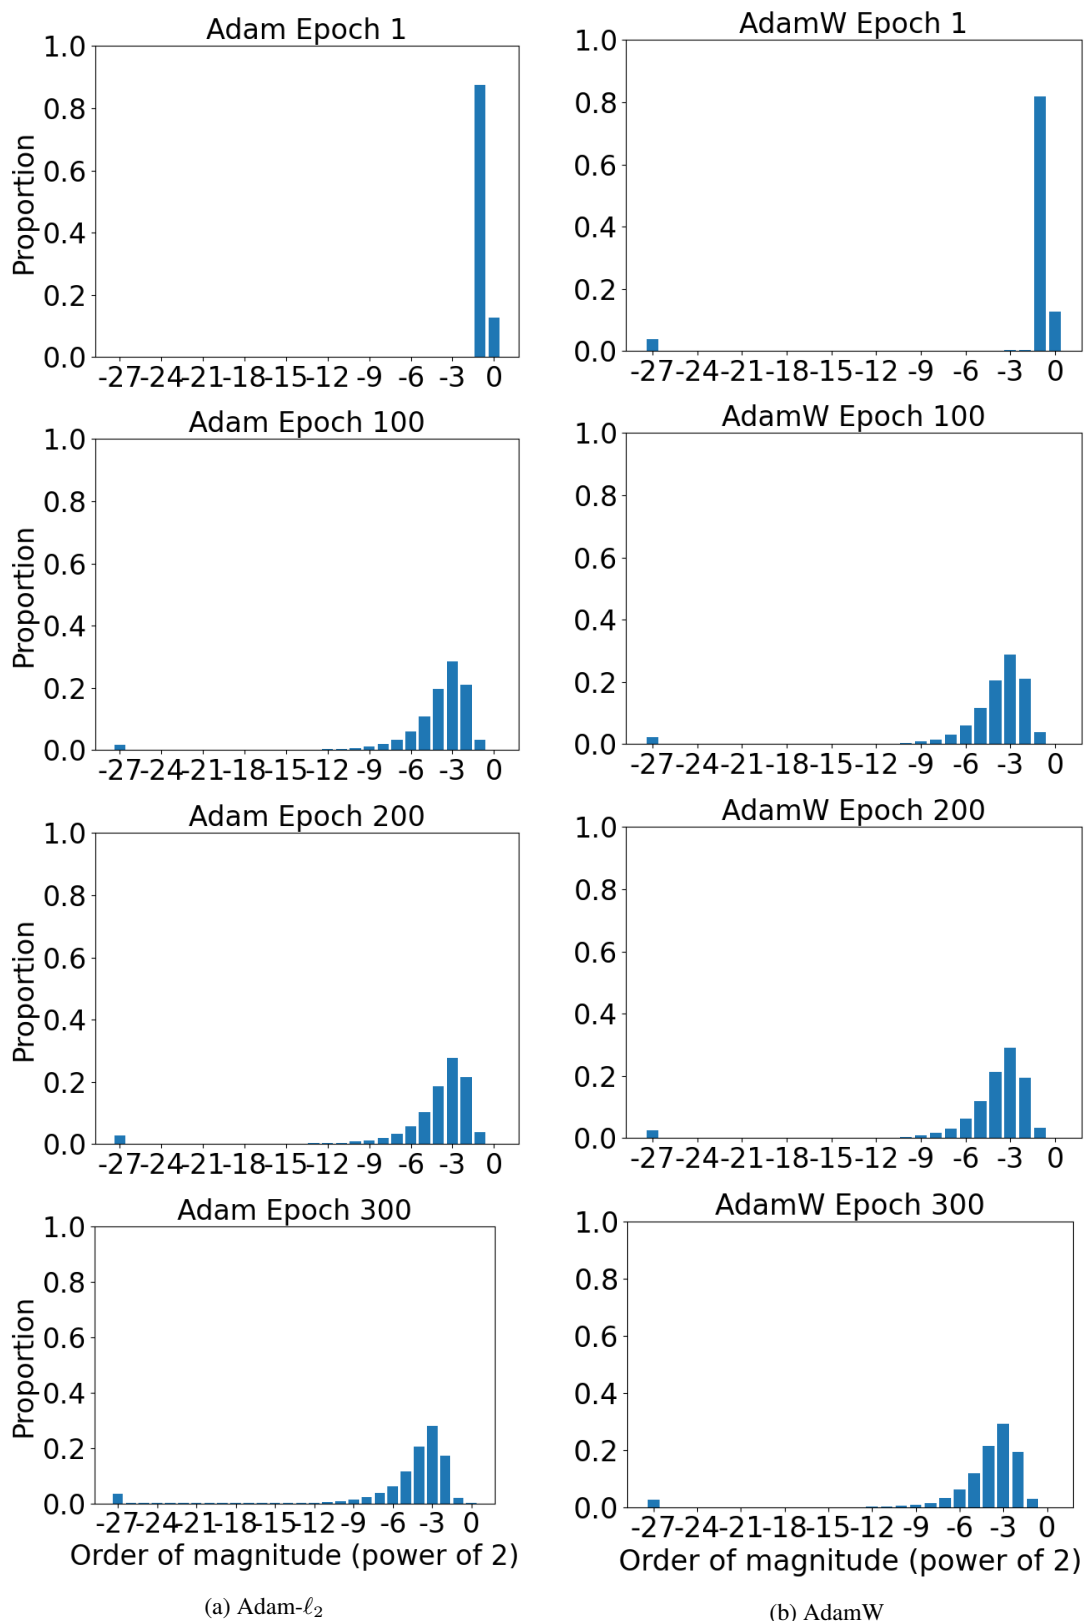 Adam Epoch 1
Proportion
1.0
0.8
0.6
0.4
0.2
0.0
-27 -24 -21 -18 -15 -12 -9 -6 -3 0
AdamW Epoch 1
1.0
0.8
0.6
0.4
0.2
0.0
-27 -24 -21 -18 -15 -12 -9 -6 -3 0
Adam Epoch 100
Proportion
1.0
0.8
0.6
0.4
0.2
0.0
-27 -24 -21 -18 -15 -12 -9 -6 -3 0
AdamW Epoch 100
1.0
0.8
0.6
0.4
0.2
0.0
-27 -24 -21 -18 -15 -12 -9 -6 -3 0
Adam Epoch 200
Proportion
1.0
0.8
0.6
0.4
0.2
0.0
-27 -24 -21 -18 -15 -12 -9 -6 -3 0
AdamW Epoch 200
1.0
0.8
0.6
0.4
0.2
0.0
-27 -24 -21 -18 -15 -12 -9 -6 -3 0
Adam Epoch 300
Proportion
1.0
0.8
0.6
0.4
0.2
0.0
-27 -24 -21 -18 -15 -12 -9 -6 -3 0
Order of magnitude (power of 2)
(a) Adam-ℓ₂
AdamW Epoch 300
1.0
0.8
0.6
0.4
0.2
0.0
-27 -24 -21 -18 -15 -12 -9 -6 -3 0
Order of magnitude (power of 2)
(b) AdamW